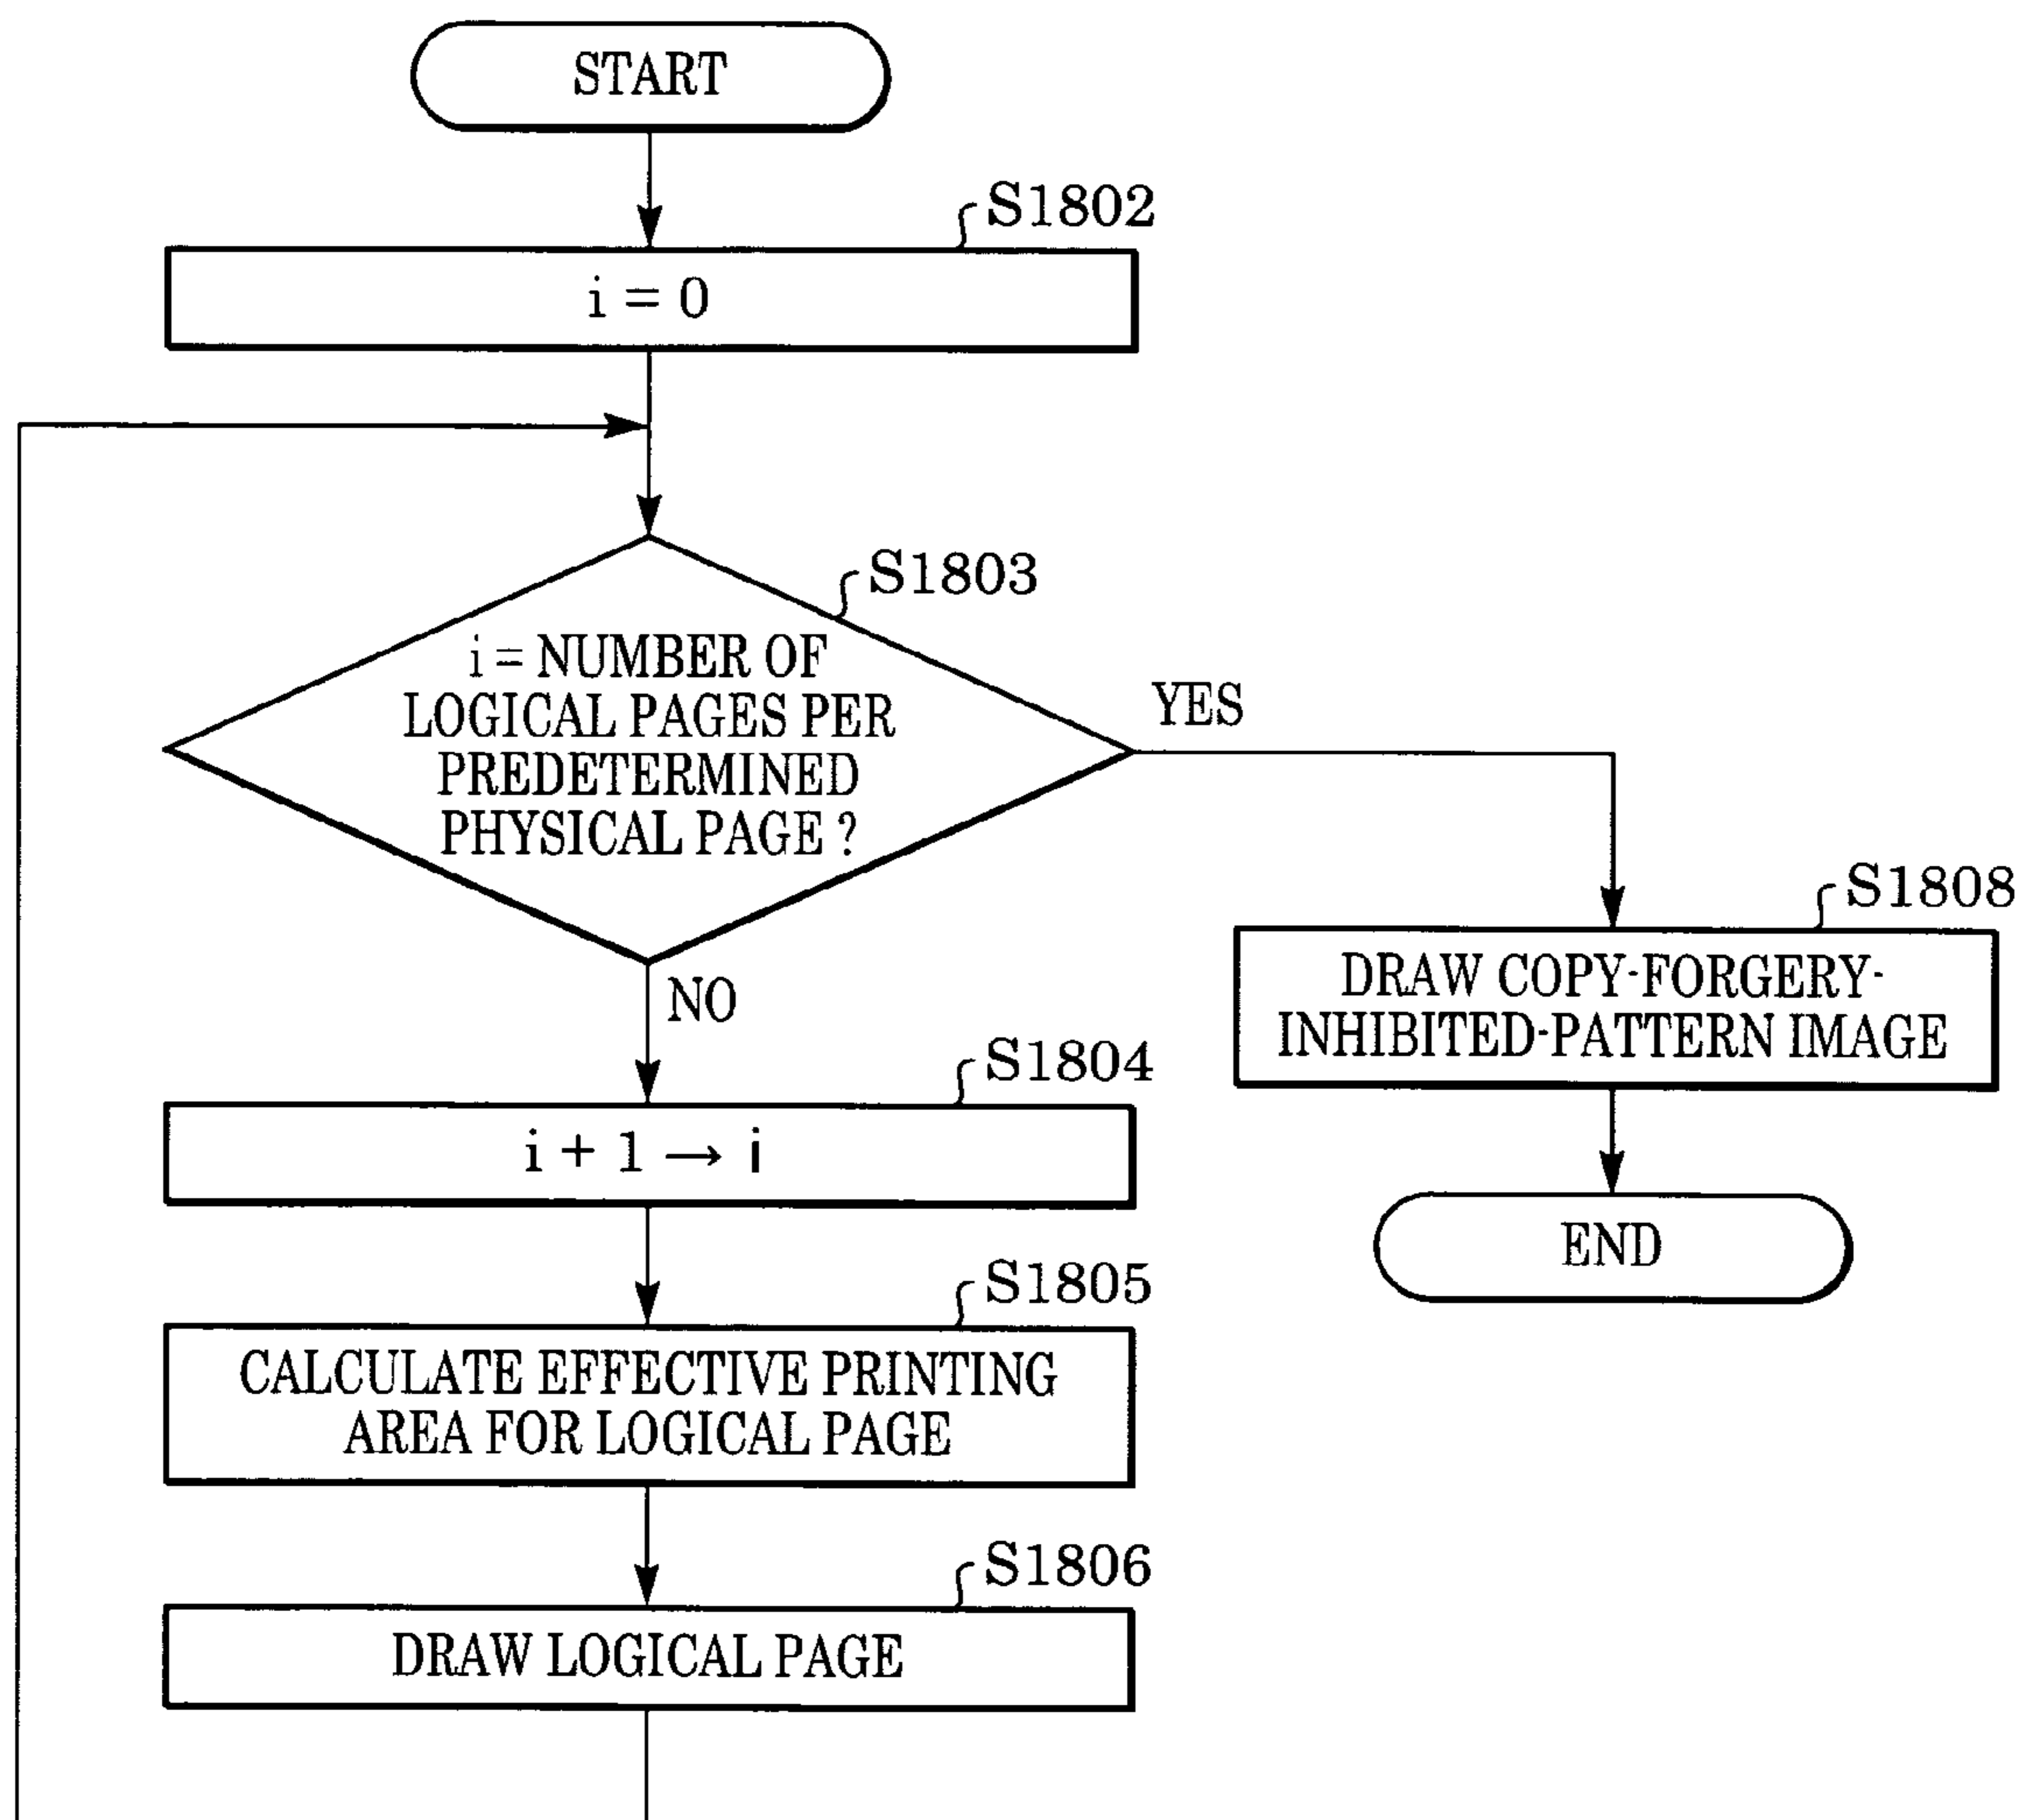 START
S1802
i = 0
S1803
i = NUMBER OF
LOGICAL PAGES PER
PREDETERMINED
PHYSICAL PAGE ?
YES
NO
S1808
DRAW COPY-FORGERY-
INHIBITED-PATTERN IMAGE
END
S1804
i + 1 → i
S1805
CALCULATE EFFECTIVE PRINTING
AREA FOR LOGICAL PAGE
S1806
DRAW LOGICAL PAGE